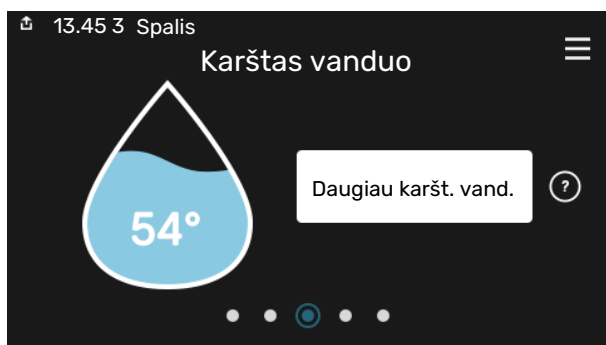 13.45 3 Spalis
Karštas vanduo
54°
Daugiau karšt. vand.
?